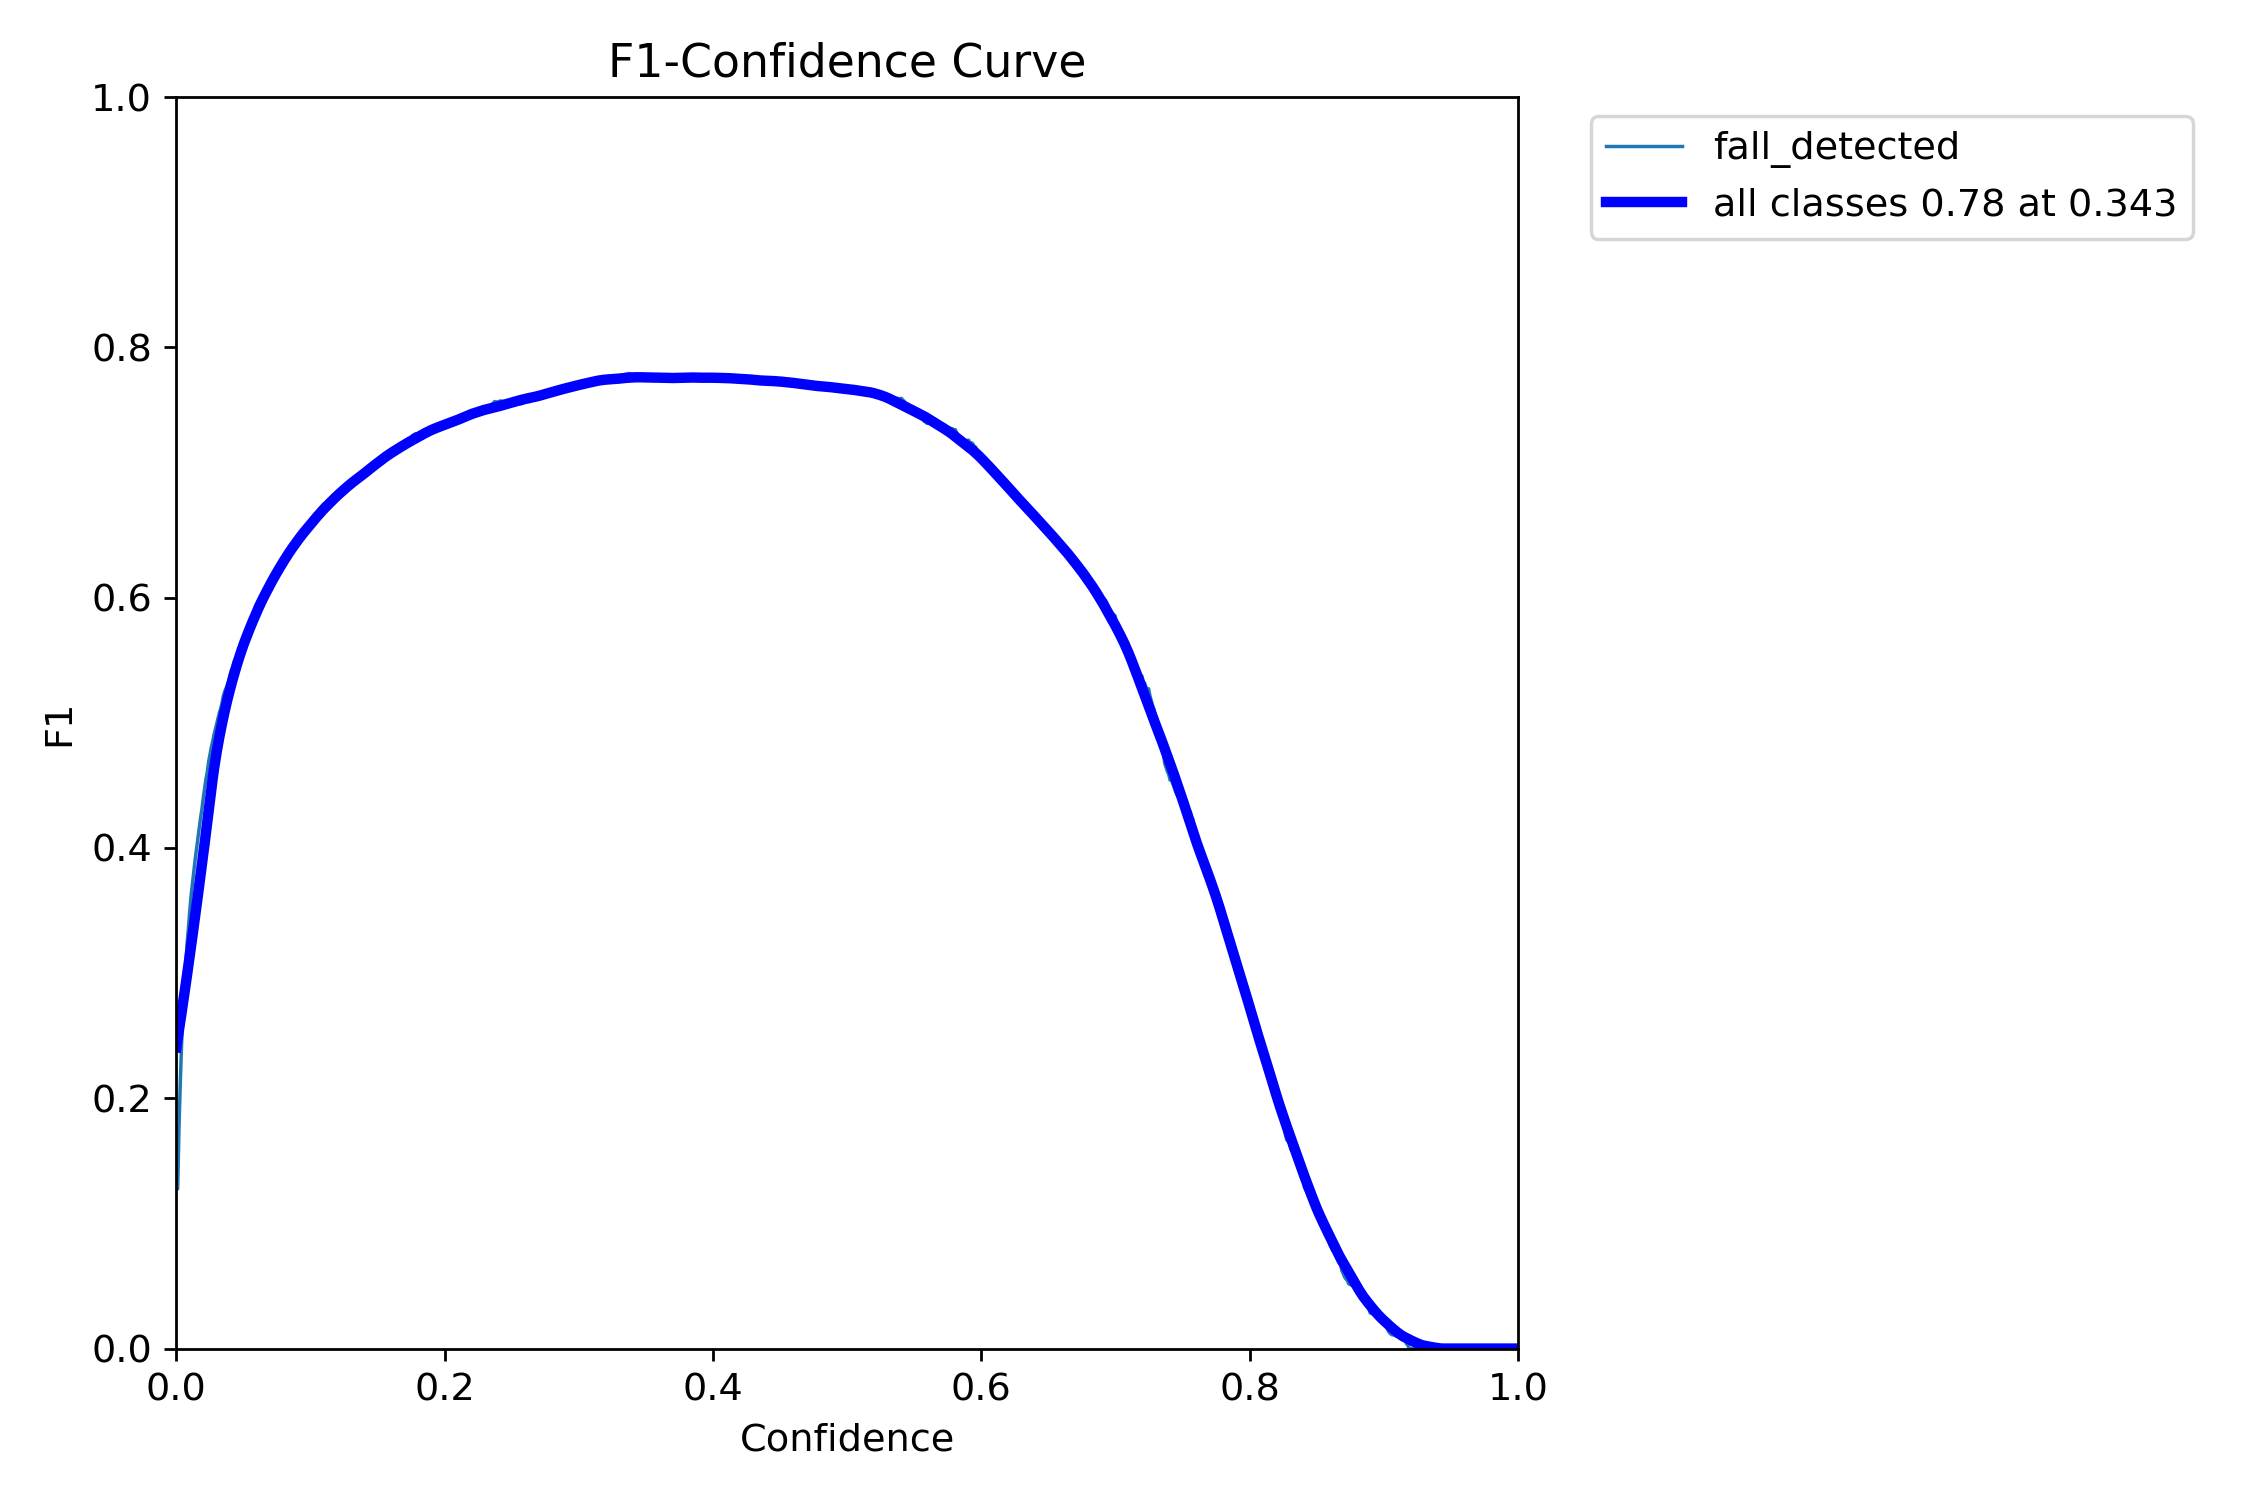 F1-Confidence Curve
1.0
0.8
0.6
0.4
0.2
0.0
F1
0.0 0.2 0.4 0.6 0.8 1.0
Confidence
fall_detected
all classes 0.78 at 0.343